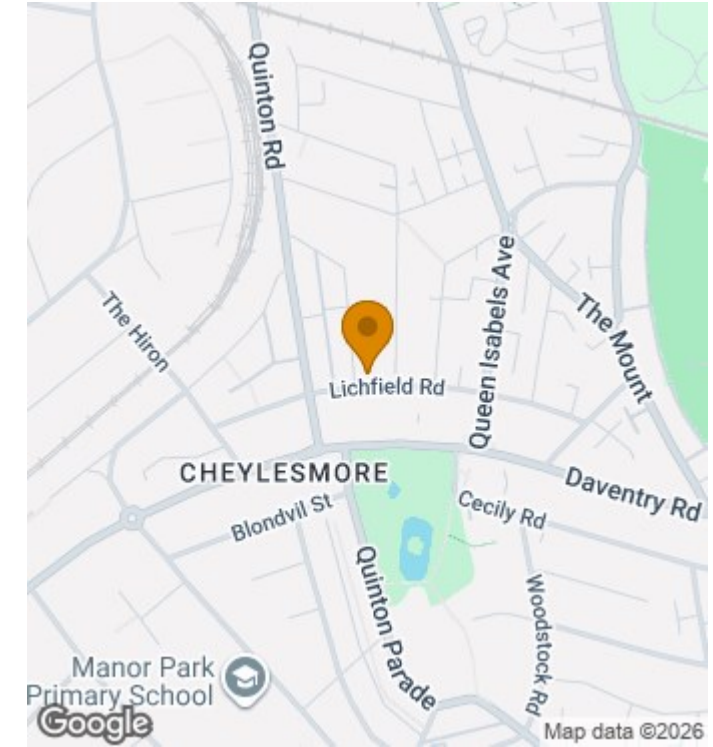 Quinton Rd
The Hiron
Queen Isabels Ave
The Mount
Lichfield Rd
CHEYLESMORE
Daventry Rd
Blondvil St
Cecily Rd
Quinton Parade
Woodstock Rd
Manor Park
Primary School
Google
Map data ©2026